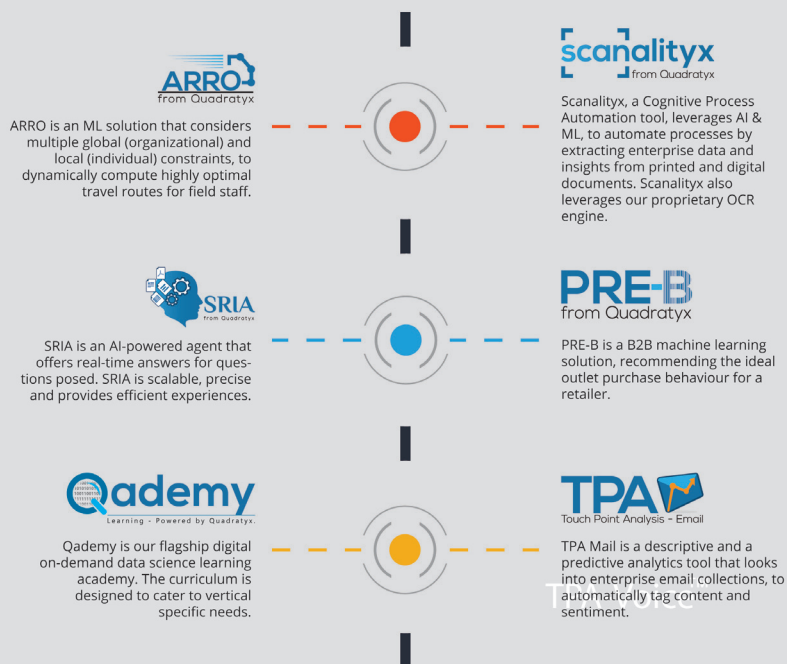 ARRO
from Quadratyx
ARRO is an ML solution that considers
multiple global (organizational) and
local (individual) constraints, to
dynamically compute highly optimal
travel routes for field staff.
scanalityx
from Quadratyx
Scanalityx, a Cognitive Process
Automation tool, leverages AI &
ML, to automate processes by
extracting enterprise data and
insights from printed and digital
documents. Scanalityx also
leverages our proprietary OCR
engine.
SRIA
from Quadratyx
SRIA is an AI-powered agent that
offers real-time answers for ques-
tions posed. SRIA is scalable, precise
and provides efficient experiences.
PRE-B
from Quadratyx
PRE-B is a B2B machine learning
solution, recommending the ideal
outlet purchase behaviour for a
retailer.
Qademy
Learning - Powered by Quadratyx.
Qademy is our flagship digital
on-demand data science learning
academy. The curriculum is
designed to cater to vertical
specific needs.
TPA
Touch Point Analysis - Email
TPA Mail is a descriptive and a
predictive analytics tool that looks
into enterprise email collections, to
automatically tag content and
sentiment.
TPA Voice